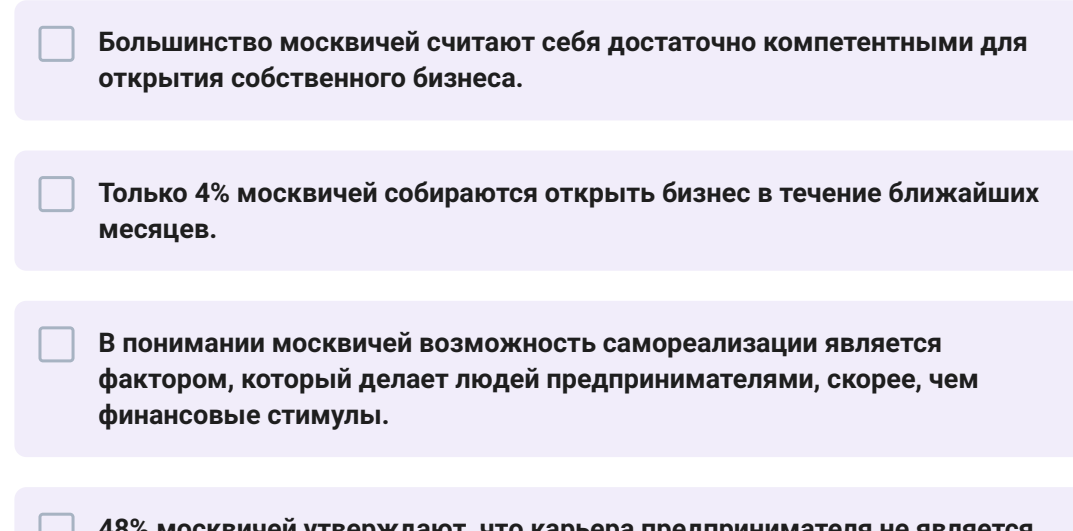 Большинство москвичей считают себя достаточно компетентными для
открытия собственного бизнеса.
Только 4% москвичей собираются открыть бизнес в течение ближайших
месяцев.
В понимании москвичей возможность самореализации является
фактором, который делает людей предпринимателями, скорее, чем
финансовые стимулы.
48% москвичей утверждают, что карьера предпринимателя не является